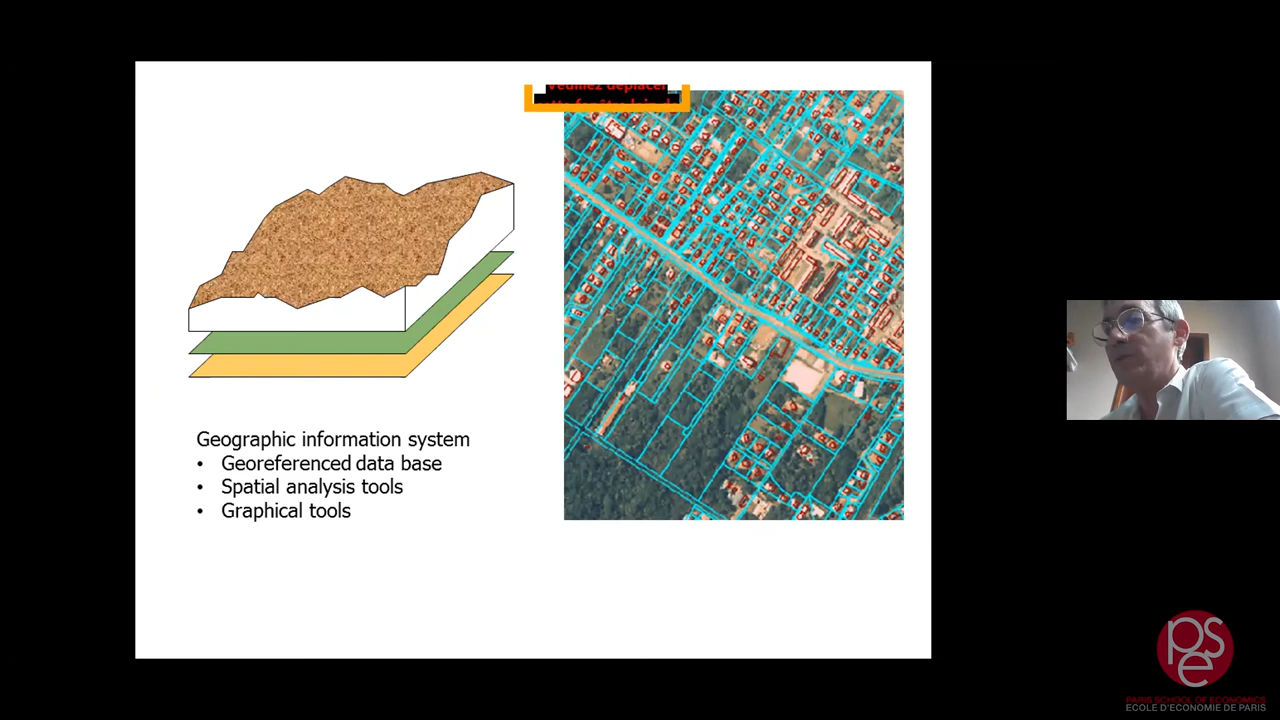 Veuillez déplacer
Geographic information system
• Georeferenced data base
• Spatial analysis tools
• Graphical tools
pse
PARIS SCHOOL OF ECONOMICS
ECOLE D'ECONOMIE DE PARIS